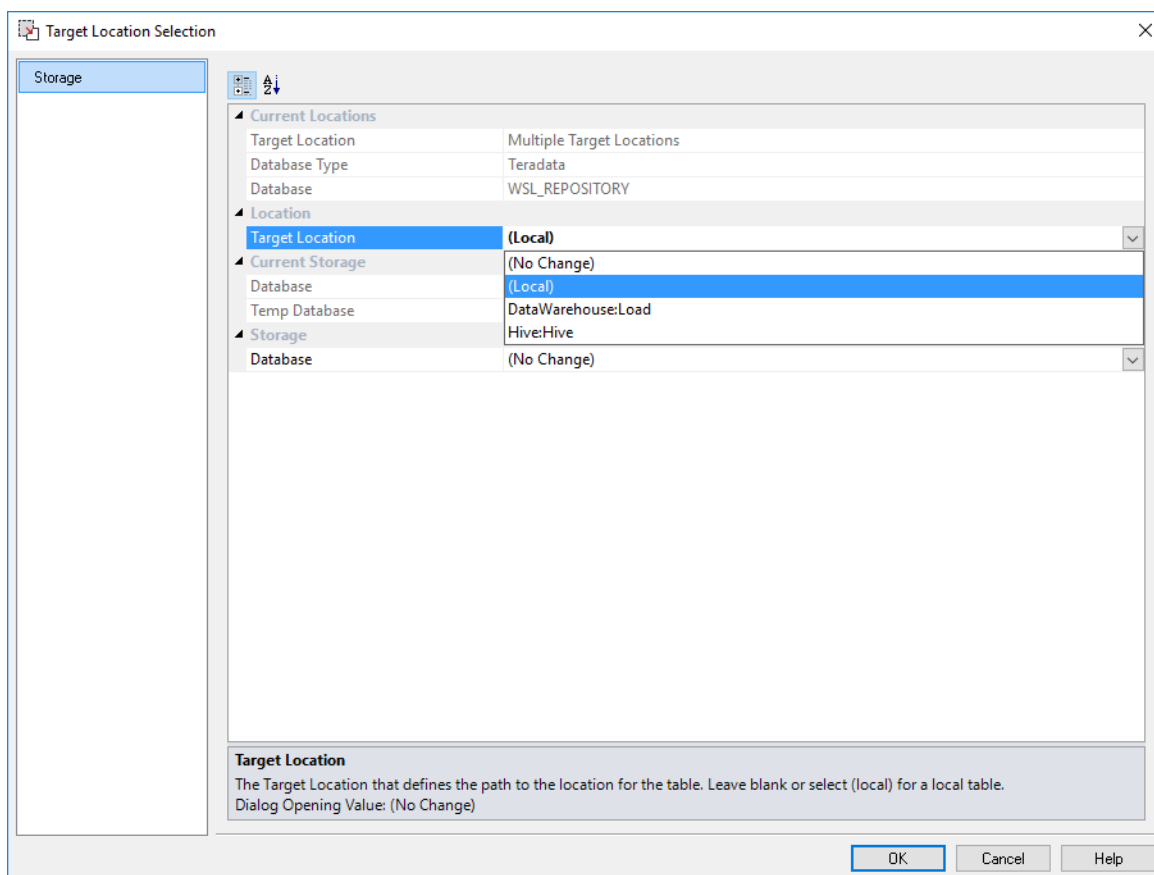 Target Location Selection
Storage
Current Locations
Target Location Multiple Target Locations
Database Type Teradata
Database WSL_REPOSITORY
Location
Target Location (Local)
Current Storage (No Change)
Database (Local)
Temp Database DataWarehouse:Load
Storage Hive:Hive
Database (No Change)
Target Location
The Target Location that defines the path to the location for the table. Leave blank or select (local) for a local table.
Dialog Opening Value: (No Change)
OK Cancel Help